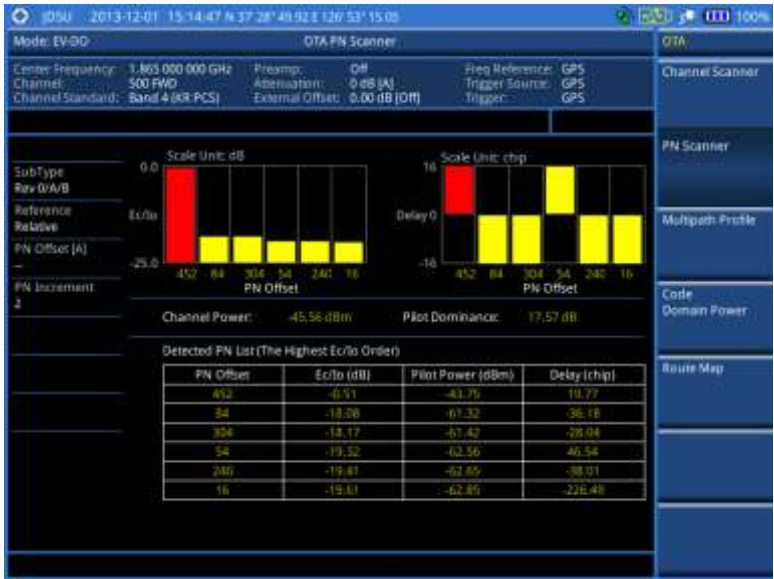 JDSU 2013-12-01 15:14:47 N 37° 28' 49.92 E 126° 53' 15.05 100%
Mode: EV-DO OTA PN Scanner OTA
Center Frequency: 1.865 000 000 GHz Preamp: Off Freq Reference: GPS
Channel: 500 FWD Attenuation: 0 dB [A] Trigger Source: GPS
Channel Standard: Band 4 (KR PCS) External Offset: 0.00 dB [Off] Trigger: GPS
Channel Scanner
PN Scanner
Multipath Profile
Code
Domain Power
Route Map
SubType
Rev 0/A/B
Reference
Relative
PN Offset [A]
--
PN Increment
2
Scale Unit: dB
0.0
Ec/Io
-25.0
452 84 304 54 240 16
PN Offset
Scale Unit: chip
16
Delay 0
-16
452 84 304 54 240 16
PN Offset
Channel Power: -45.56 dBm Pilot Dominance: 17.57 dB
Detected PN List (The Highest Ec/Io Order)
PN Offset Ec/Io (dB) Pilot Power (dBm) Delay (chip)
452 -0.51 -43.75 19.77
84 -18.08 -61.32 -36.18
304 -18.17 -61.42 -28.04
54 -19.32 -62.56 46.54
240 -19.41 -62.65 -38.01
16 -19.61 -62.85 -226.48